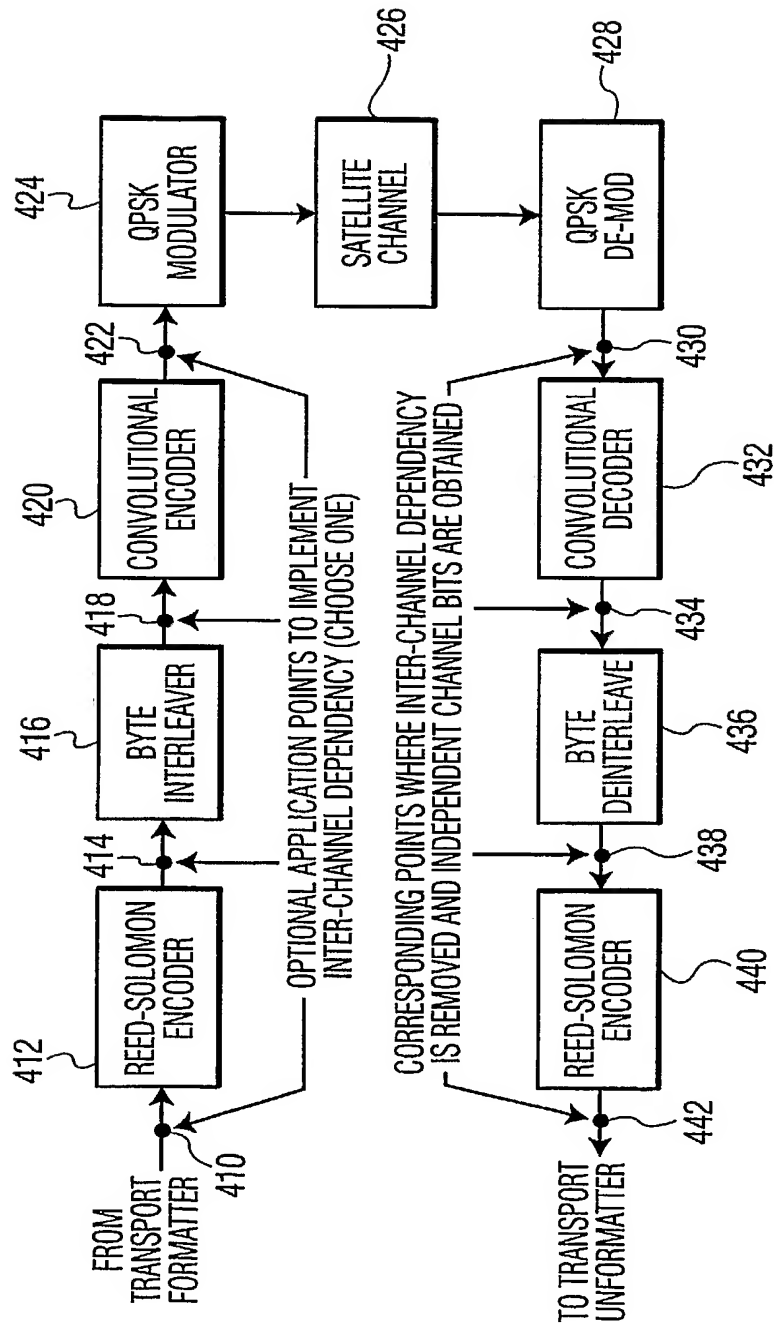 FROM
TRANSPORT
FORMATTER
410
412
REED-SOLOMON
ENCODER
414
416
BYTE
INTERLEAVER
418
420
CONVOLUTIONAL
ENCODER
422
424
QPSK
MODULATOR
426
SATELLITE
CHANNEL
428
QPSK
DE-MOD
OPTIONAL APPLICATION POINTS TO IMPLEMENT
INTER-CHANNEL DEPENDENCY (CHOOSE ONE)
CORRESPONDING POINTS WHERE INTER-CHANNEL DEPENDENCY
IS REMOVED AND INDEPENDENT CHANNEL BITS ARE OBTAINED
430
CONVOLUTIONAL
DECODER
432
434
BYTE
DEINTERLEAVE
436
438
REED-SOLOMON
ENCODER
440
442
TO TRANSPORT
UNFORMATTER